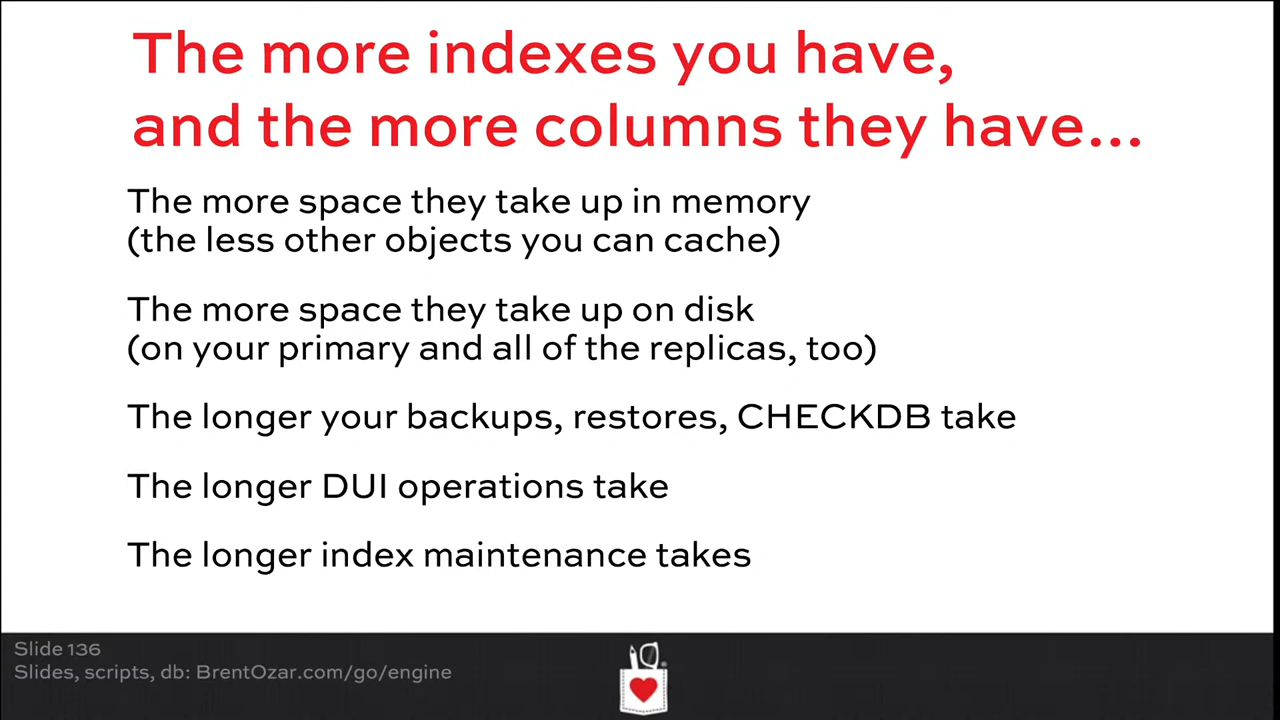 The more indexes you have,
and the more columns they have...
The more space they take up in memory
(the less other objects you can cache)
The more space they take up on disk
(on your primary and all of the replicas, too)
The longer your backups, restores, CHECKDB take
The longer DUI operations take
The longer index maintenance takes
Slide 136
Slides, scripts, db: BrentOzar.com/go/engine